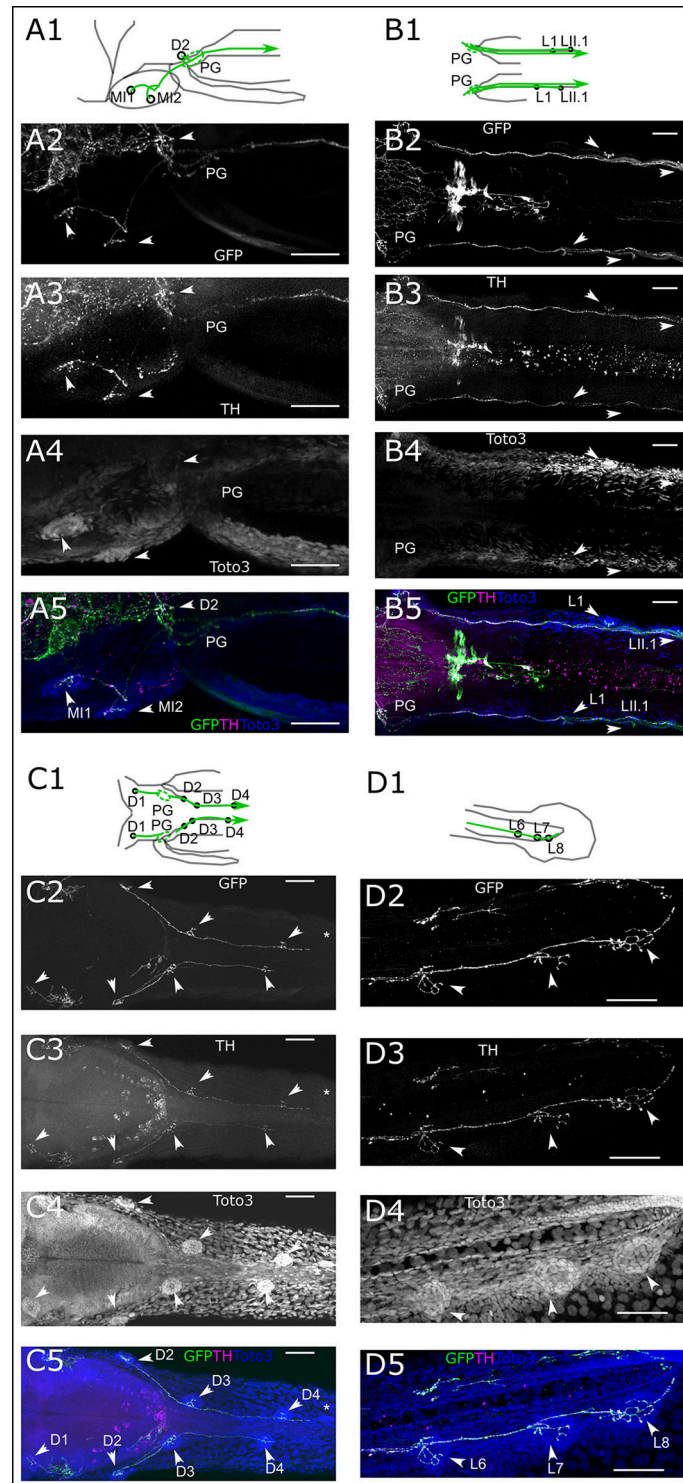 A1
D2
PG
MI1
MI2
A2
PG
GFP
A3
PG
TH
A4
PG
Toto3
A5
D2
PG
MI1
MI2
GFPTHToto3
B1
PG
L1 LII.1
PG
L1 LII.1
B2
GFP
PG
B3
TH
PG
B4
Toto3
PG
B5
GFPTHToto3
L1
LII.1
L1
LII.1
PG
C1
D1
D2
D3
D4
PG
PG
D1
D2
D3
D4
C2
GFP
*
C3
TH
*
C4
Toto3
C5
GFPTHToto3
D2
D3
D4
*
D1
D2
D3
D4
D1
L6
L7
L8
D2
GFP
D3
TH
D4
Toto3
D5
GFPTHToto3
L6
L7
L8